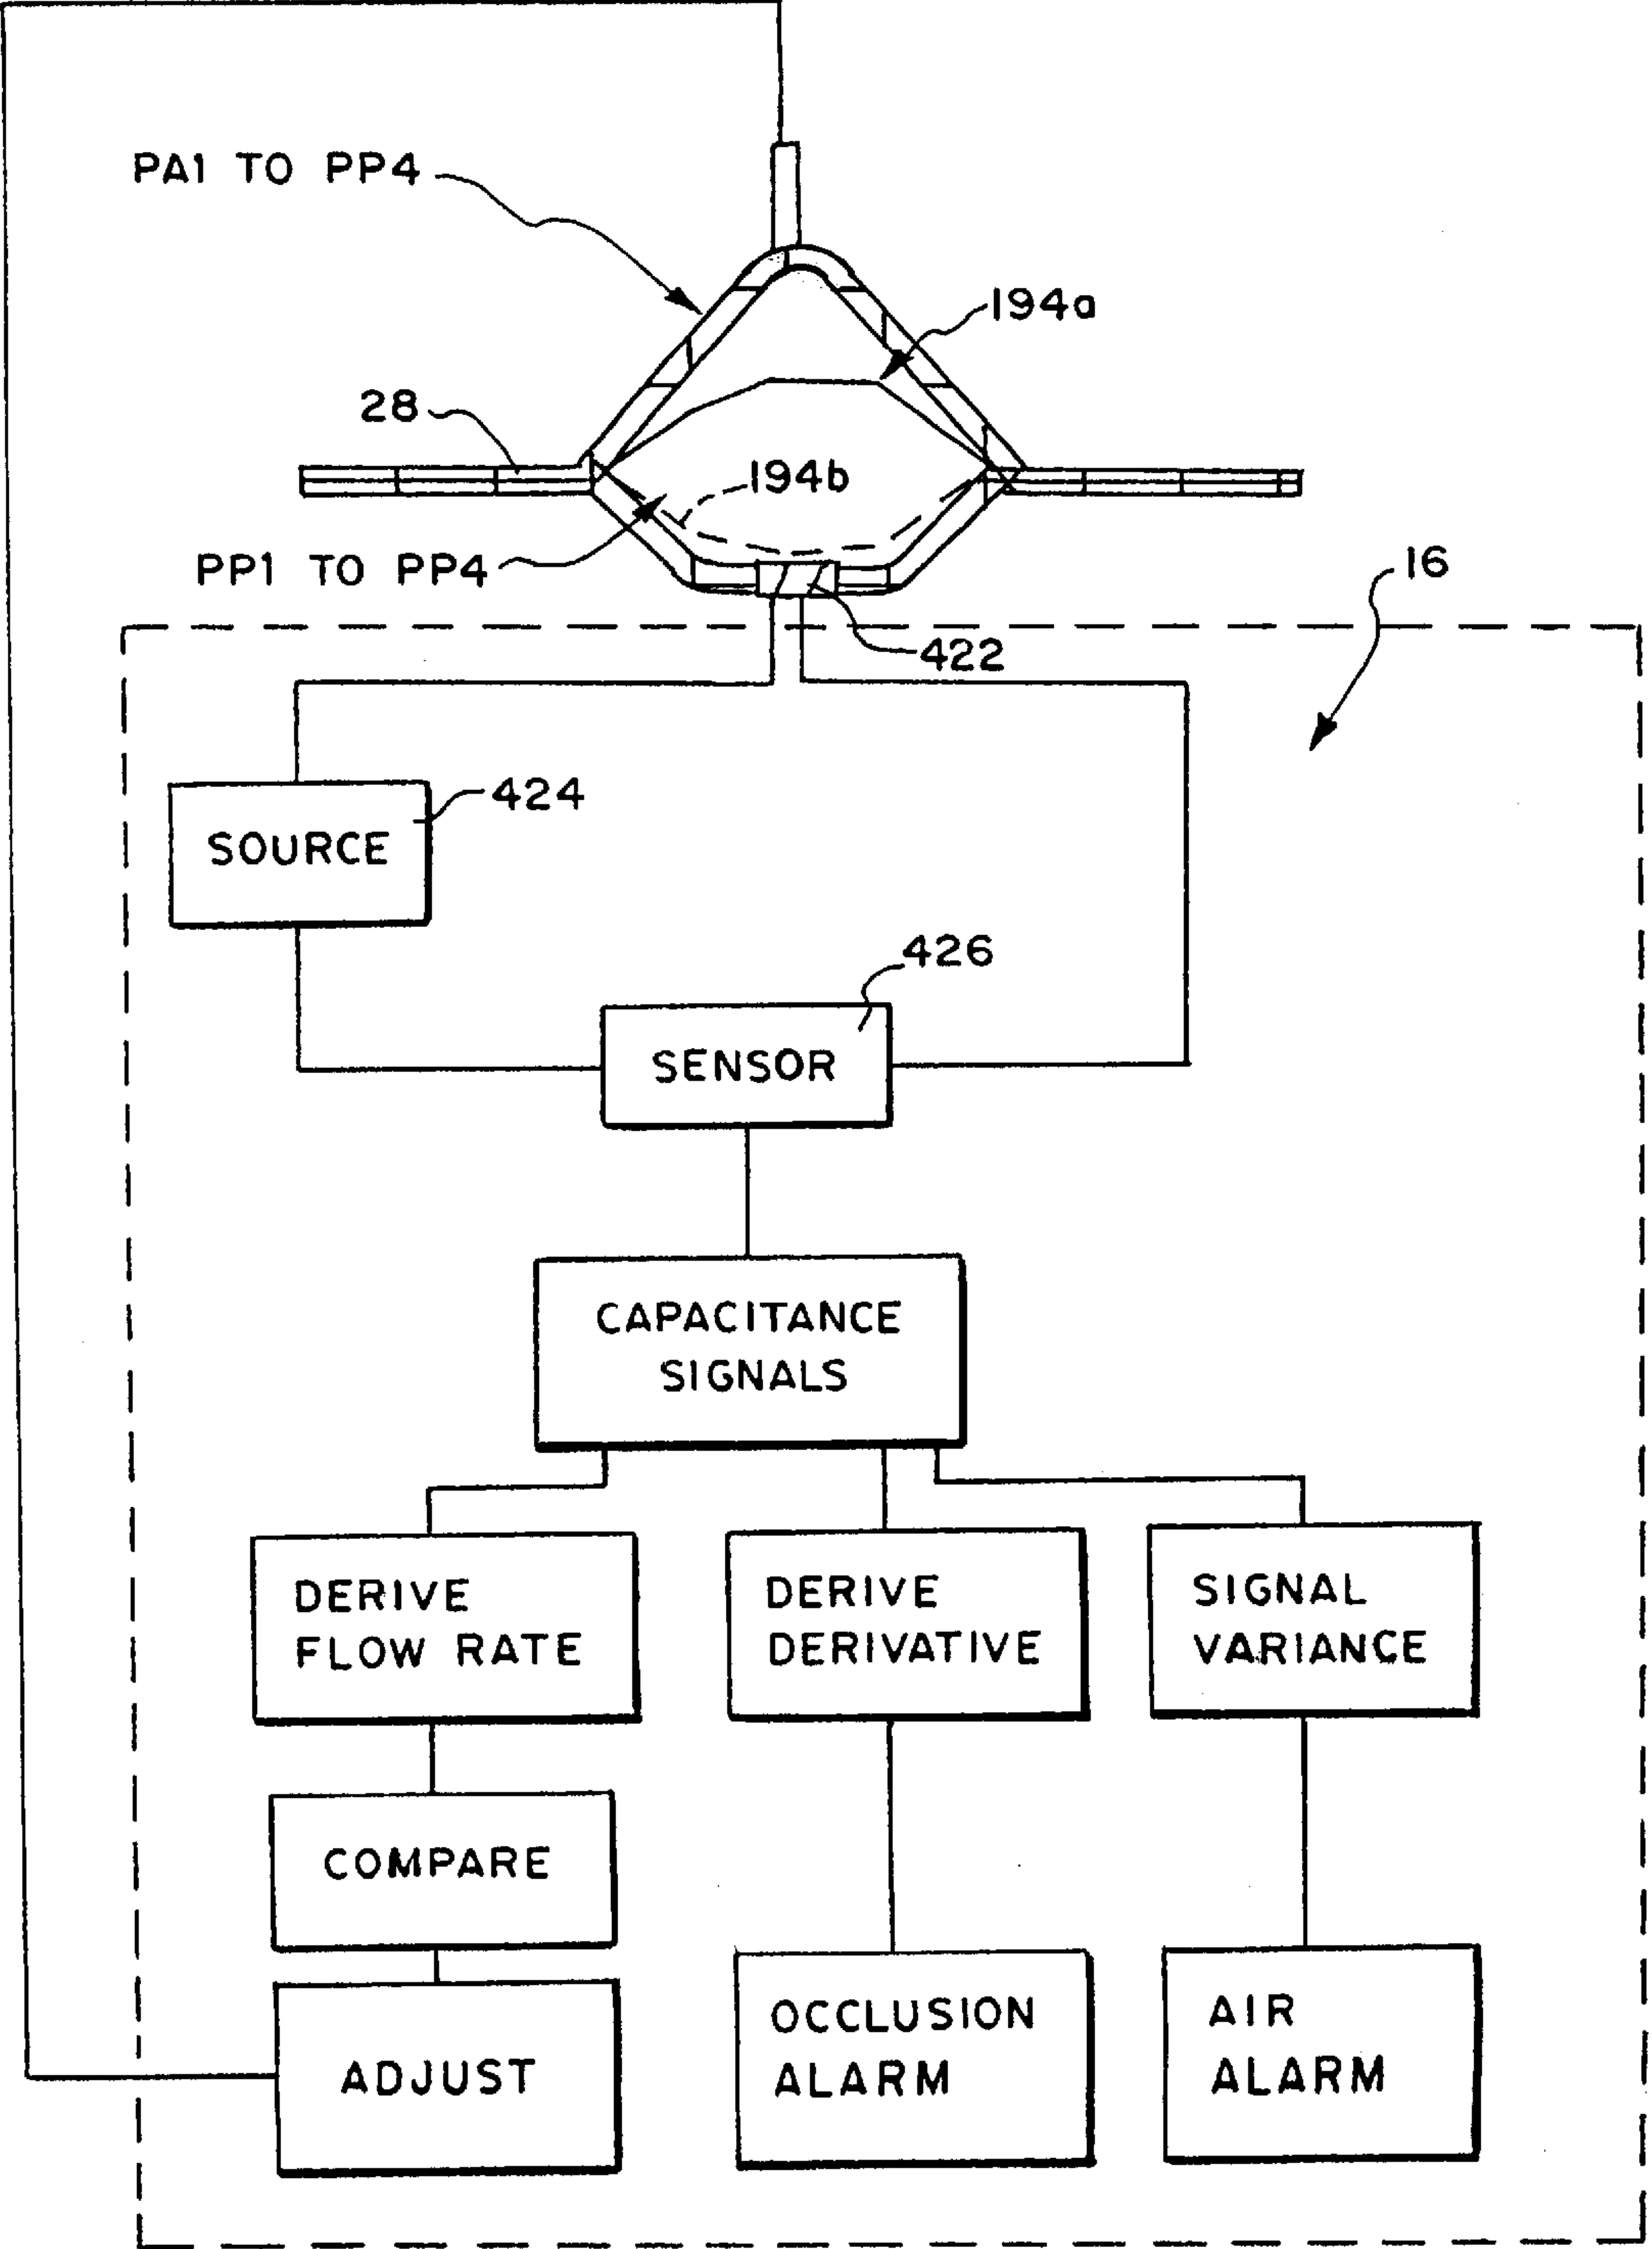 PA1 TO PP4
194a
28
194b
PP1 TO PP4
16
422
424
SOURCE
426
SENSOR
CAPACITANCE
SIGNALS
DERIVE
FLOW RATE
DERIVE
DERIVATIVE
SIGNAL
VARIANCE
COMPARE
ADJUST
OCCLUSION
ALARM
AIR
ALARM